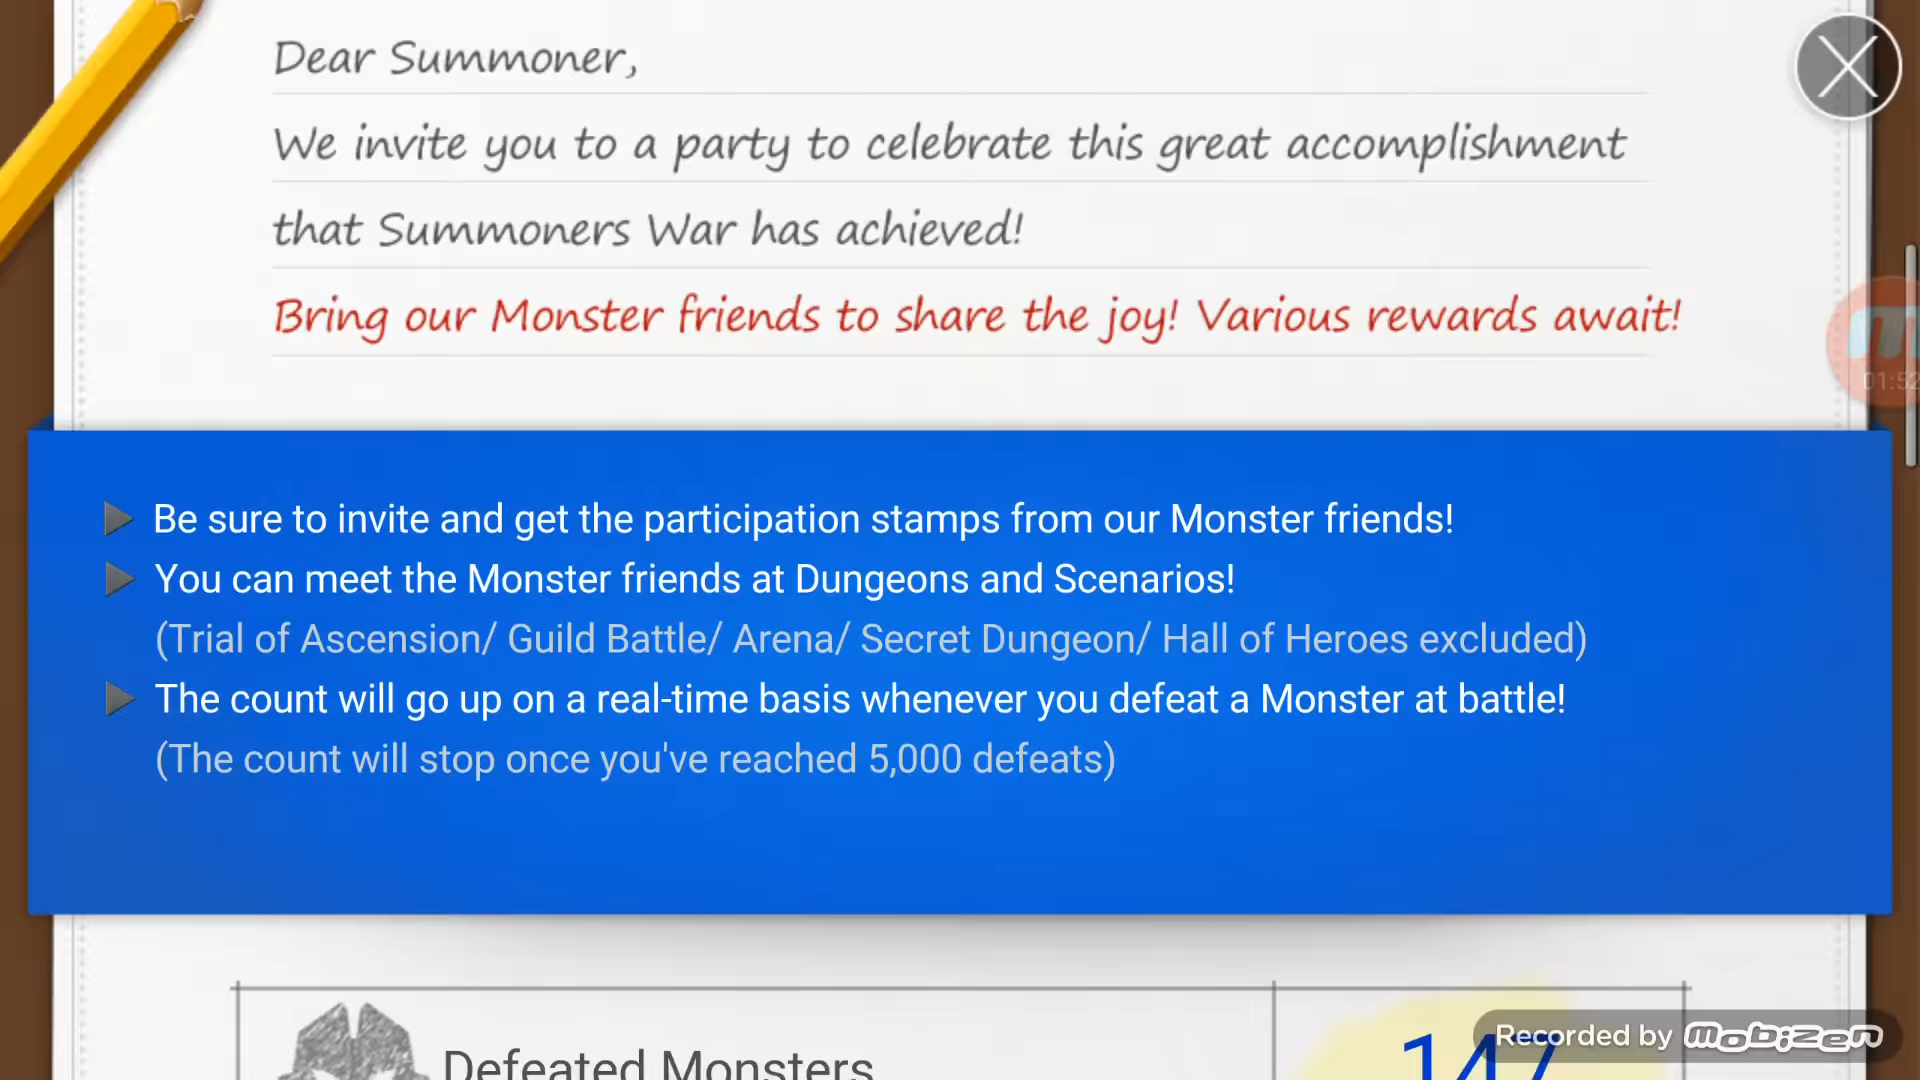 Dear Summoner,
We invite you to a party to celebrate this great accomplishment
that Summoners War has achieved!
Bring our Monster friends to share the joy! Various rewards await!
01:52
Be sure to invite and get the participation stamps from our Monster friends!
You can meet the Monster friends at Dungeons and Scenarios!
(Trial of Ascension/ Guild Battle/ Arena/ Secret Dungeon/ Hall of Heroes excluded)
The count will go up on a real-time basis whenever you defeat a Monster at battle!
(The count will stop once you've reached 5,000 defeats)
Defeated Monsters
147
Recorded by mobizen